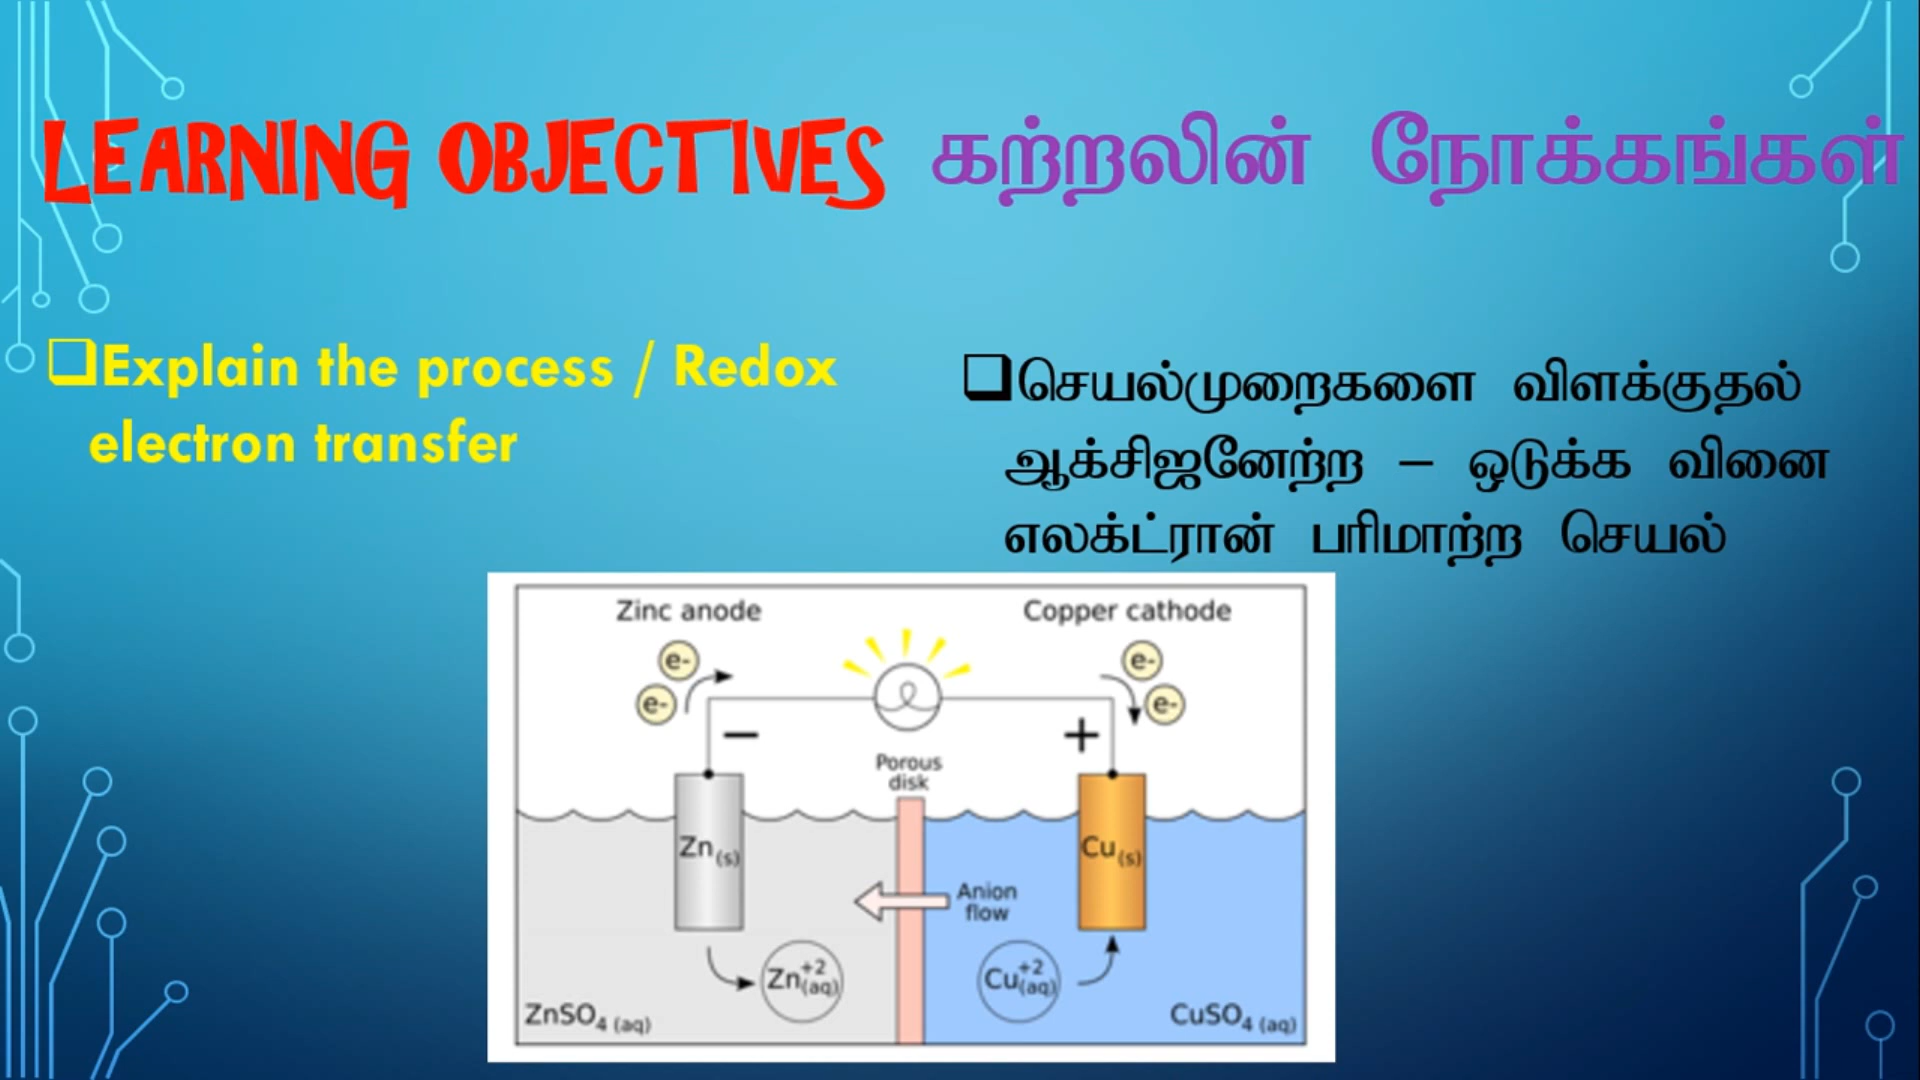 LEARNING OBJECTIVES கற்றலின் நோக்கங்கள்
Explain the process / Redox
electron transfer
செயல்முறைகளை விளக்குதல்
ஆக்சிஜனேற்ற – ஒடுக்க வினை
எலக்ட்ரான் பரிமாற்ற செயல்
Zinc anode
Copper cathode
e-
e-
e-
e-
−
+
Porous
disk
Zn(s)
Cu(s)
Anion
flow
Zn+2(aq)
Cu+2(aq)
ZnSO4 (aq)
CuSO4 (aq)